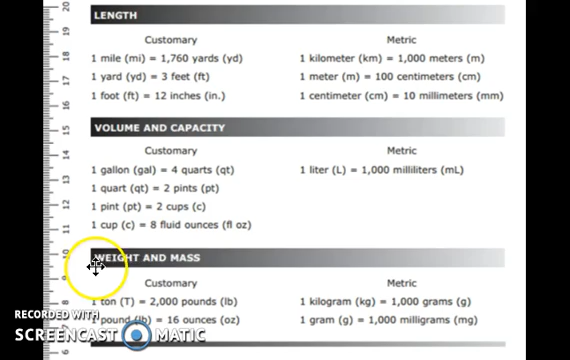 LENGTH
Customary Metric
1 mile (mi) = 1,760 yards (yd) 1 kilometer (km) = 1,000 meters (m)
1 yard (yd) = 3 feet (ft) 1 meter (m) = 100 centimeters (cm)
1 foot (ft) = 12 inches (in.) 1 centimeter (cm) = 10 millimeters (mm)
VOLUME AND CAPACITY
Customary Metric
1 gallon (gal) = 4 quarts (qt) 1 liter (L) = 1,000 milliliters (mL)
1 quart (qt) = 2 pints (pt)
1 pint (pt) = 2 cups (c)
1 cup (c) = 8 fluid ounces (fl oz)
WEIGHT AND MASS
Customary Metric
1 ton (T) = 2,000 pounds (lb) 1 kilogram (kg) = 1,000 grams (g)
1 pound (lb) = 16 ounces (oz) 1 gram (g) = 1,000 milligrams (mg)
20
19
18
17
16
15
14
13
12
11
10
9
8
7
6
RECORDED WITH
SCREENCAST MATIC